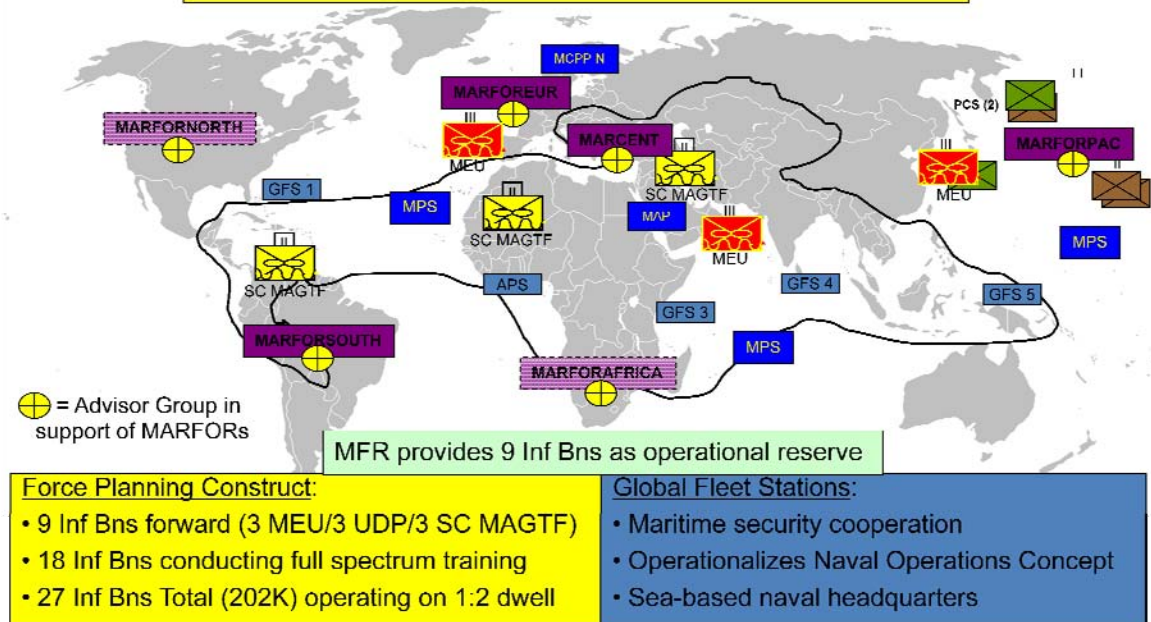 MCPP N
MARFOREUR
III
MEU
MARFORNORTH
MARCENT
II
SC MAGTF
PCS (2)
II
MARFORPAC
III
MEU
II
GFS 1
MPS
II
SC MAGTF
MAP
III
MEU
MPS
II
SC MAGTF
APS
GFS 4
GFS 5
GFS 3
MPS
MARFORSOUTH
MARFORAFRICA
= Advisor Group in
support of MARFORs
MFR provides 9 Inf Bns as operational reserve
Force Planning Construct:
• 9 Inf Bns forward (3 MEU/3 UDP/3 SC MAGTF)
• 18 Inf Bns conducting full spectrum training
• 27 Inf Bns Total (202K) operating on 1:2 dwell
Global Fleet Stations:
• Maritime security cooperation
• Operationalizes Naval Operations Concept
• Sea-based naval headquarters